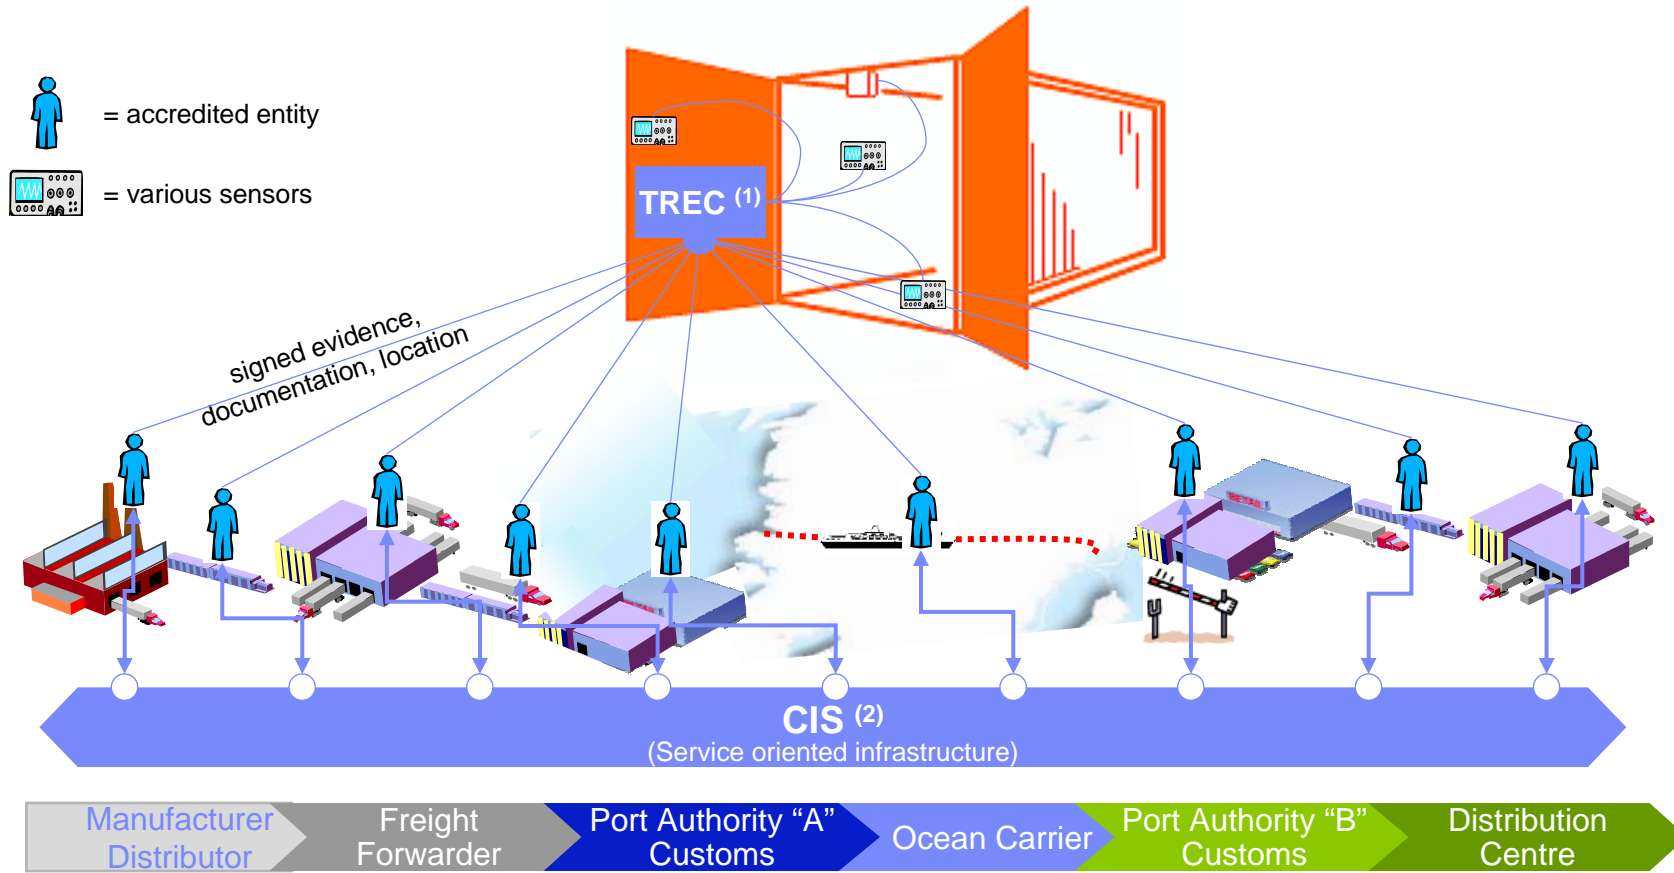 = accredited entity
= various sensors
TREC (1)
signed evidence,
documentation, location
RETAIL
CIS (2)
(Service oriented infrastructure)
Manufacturer
Distributor
Freight
Forwarder
Port Authority “A”
Customs
Ocean Carrier
Port Authority “B”
Customs
Distribution
Centre